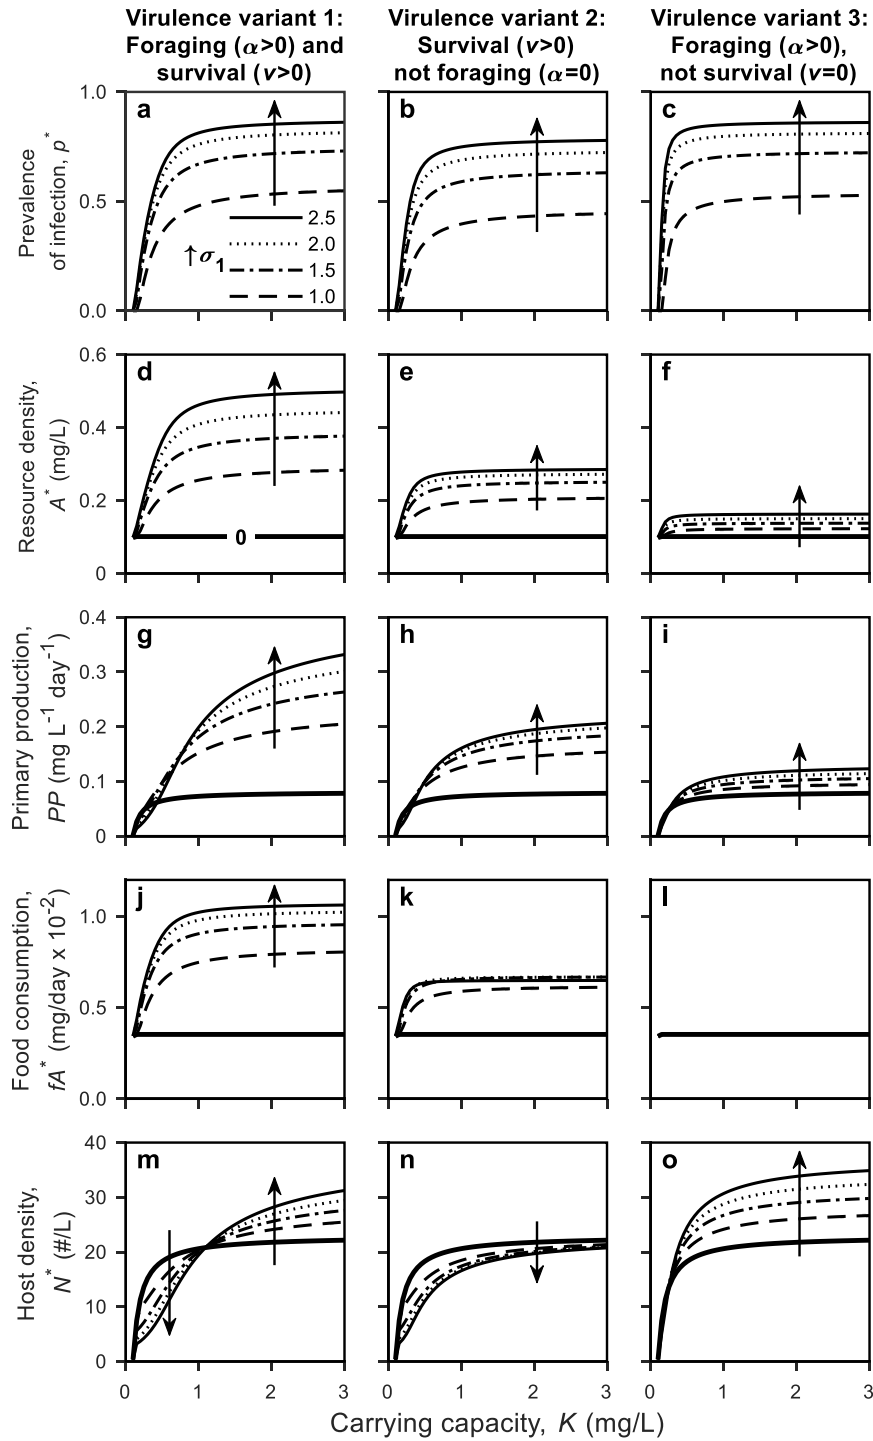 Virulence variant 1:
Foraging (α>0) and
survival (v>0)
Virulence variant 2:
Survival (v>0)
not foraging (α=0)
Virulence variant 3:
Foraging (α>0),
not survival (v=0)
Prevalence
of infection, p*
1.0
0.5
0.0
a
2.5
2.0
↑σ1
1.5
1.0
b
c
Resource density,
A* (mg/L)
0.6
0.4
0.2
0
d
0
e
f
Primary production,
PP (mg L-1 day-1)
0.4
0.3
0.2
0.1
0
g
h
i
Food consumption,
fA* (mg/day x 10-2)
1.0
0.5
0.0
j
k
l
Host density,
N* (#/L)
40
30
20
10
0
m
n
o
0 1 2 3
0 1 2 3
0 1 2 3
Carrying capacity, K (mg/L)